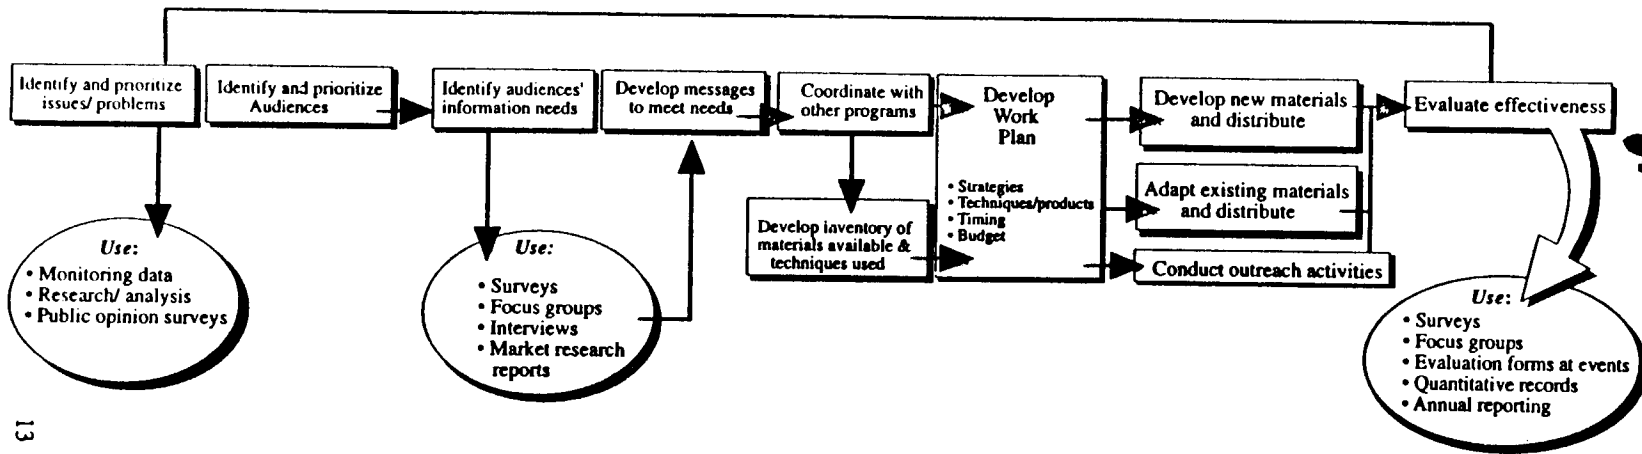 Identify and prioritize
issues/ problems
Identify and prioritize
Audiences
Identify audiences'
information needs
Develop messages
to meet needs
Coordinate with
other programs
Develop
Work
Plan
• Strategies
• Techniques/products
• Timing
• Budget
Develop new materials
and distribute
Evaluate effectiveness
Adapt existing materials
and distribute
Develop inventory of
materials available &
techniques used
Conduct outreach activities
Use:
• Monitoring data
• Research/ analysis
• Public opinion surveys
Use:
• Surveys
• Focus groups
• Interviews
• Market research
reports
Use:
• Surveys
• Focus groups
• Evaluation forms at events
• Quantitative records
• Annual reporting
13